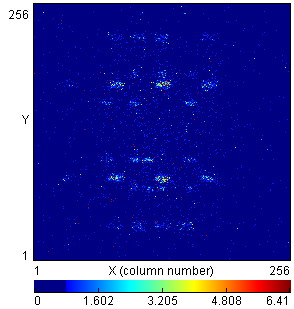 256
Y
1
1 X (column number) 256
0 1.602 3.205 4.808 6.41